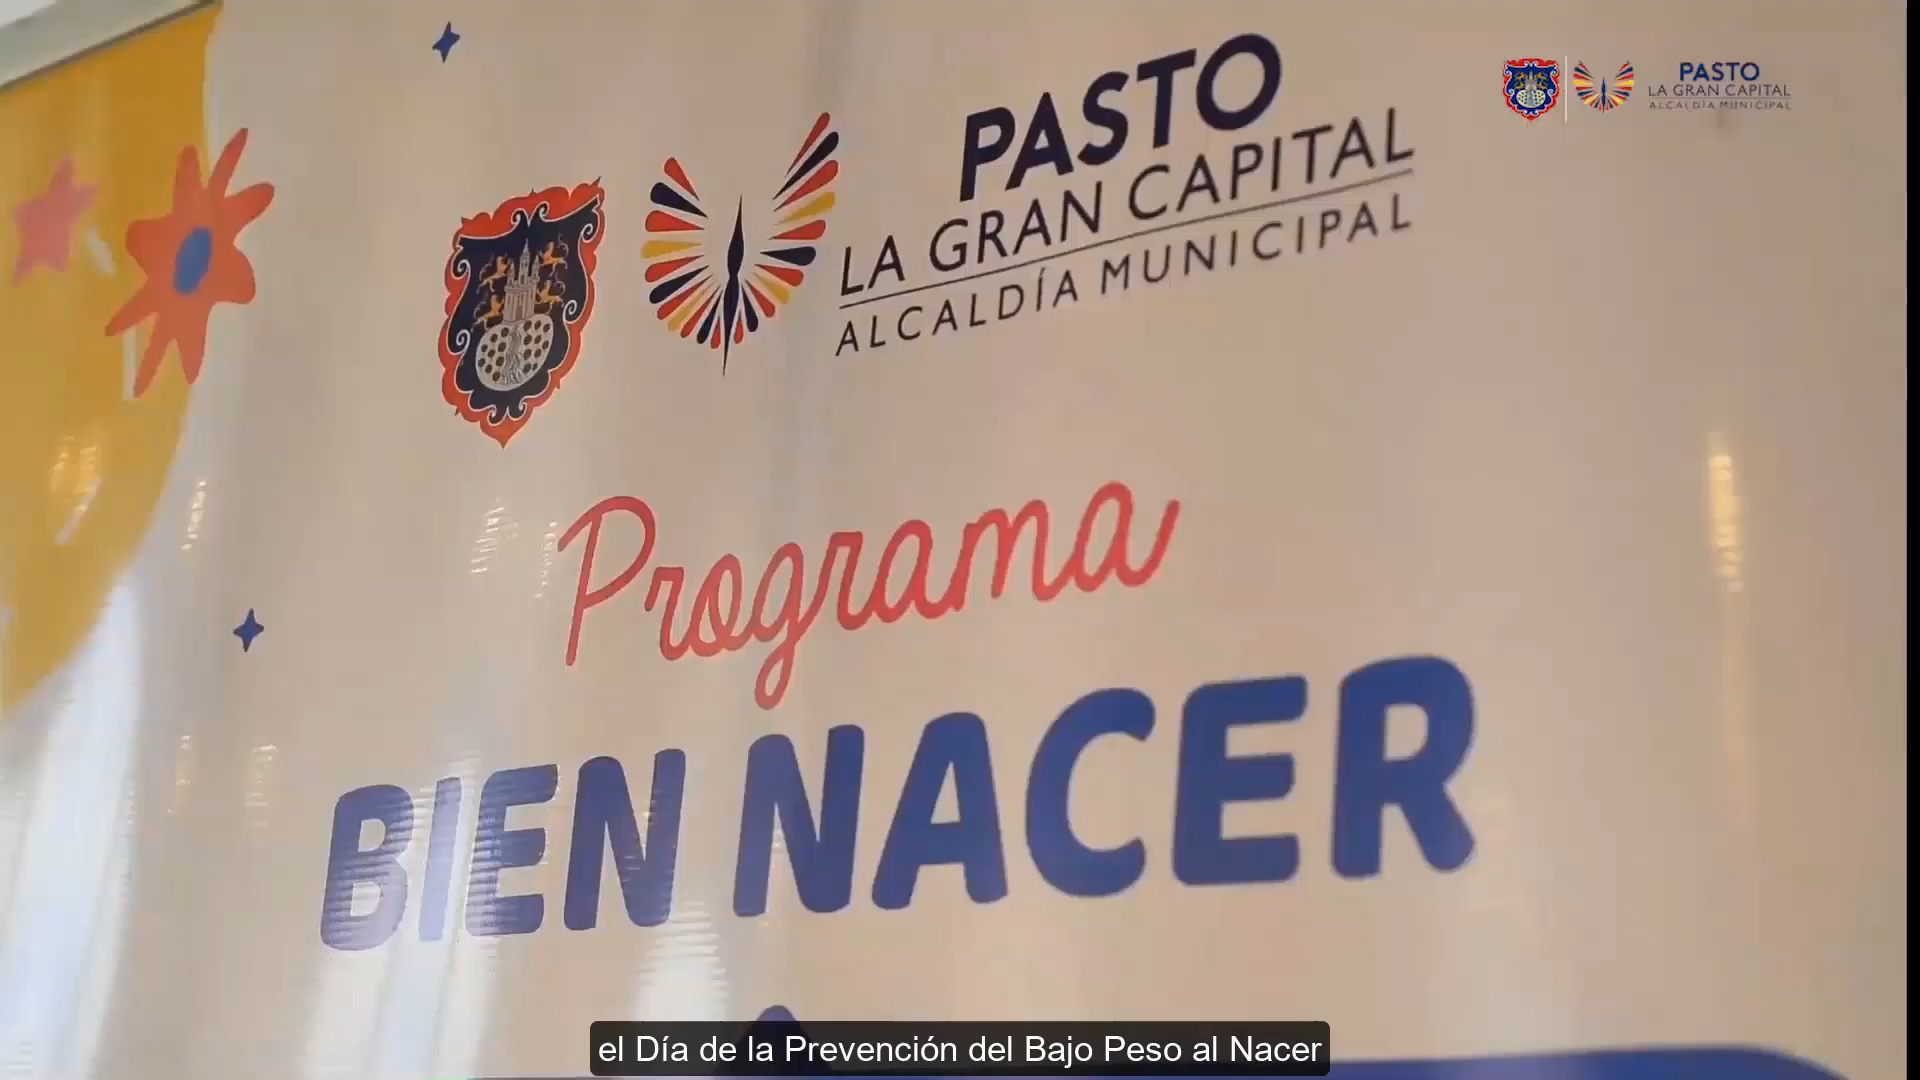 PASTO
LA GRAN CAPITAL
ALCALDÍA MUNICIPAL
PASTO
LA GRAN CAPITAL
ALCALDÍA MUNICIPAL
Programa
BIEN NACER
el Día de la Prevención del Bajo Peso al Nacer